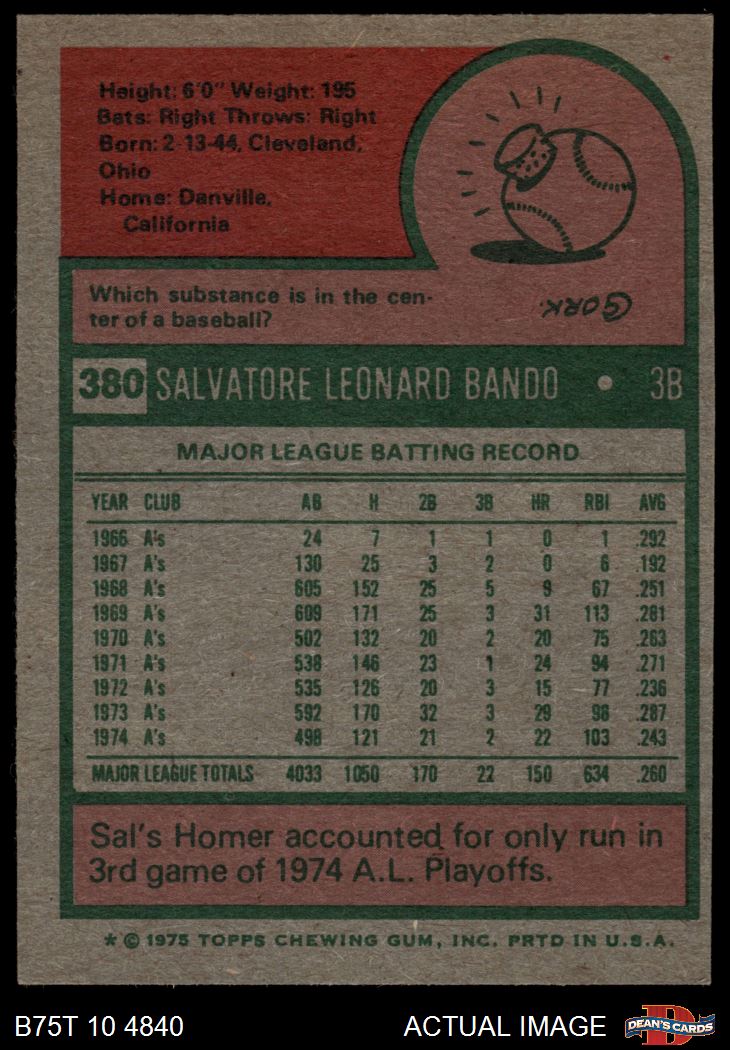 Height: 6'0" Weight: 195
Bats: Right Throws: Right
Born: 2-13-44, Cleveland,
Ohio
Home: Danville,
California
Which substance is in the cen-
ter of a baseball?
CORK.
380 SALVATORE LEONARD BANDO • 3B
MAJOR LEAGUE BATTING RECORD
YEAR CLUB AB H 2B 3B HR RBI AVG
1966 A's 24 7 1 1 0 1 .292
1967 A's 130 25 3 2 0 6 .192
1968 A's 605 152 25 5 9 67 .251
1969 A's 609 171 25 3 31 113 .281
1970 A's 502 132 20 2 20 75 .263
1971 A's 538 146 23 1 24 94 .271
1972 A's 535 126 20 3 15 77 .236
1973 A's 592 170 32 3 29 98 .287
1974 A's 498 121 21 2 22 103 .243
MAJOR LEAGUE TOTALS 4033 1050 170 22 150 634 .260
Sal's Homer accounted for only run in
3rd game of 1974 A.L. Playoffs.
* © 1975 TOPPS CHEWING GUM, INC. PRTD IN U.S.A.
B75T 10 4840 ACTUAL IMAGE D DEAN'S CARDS